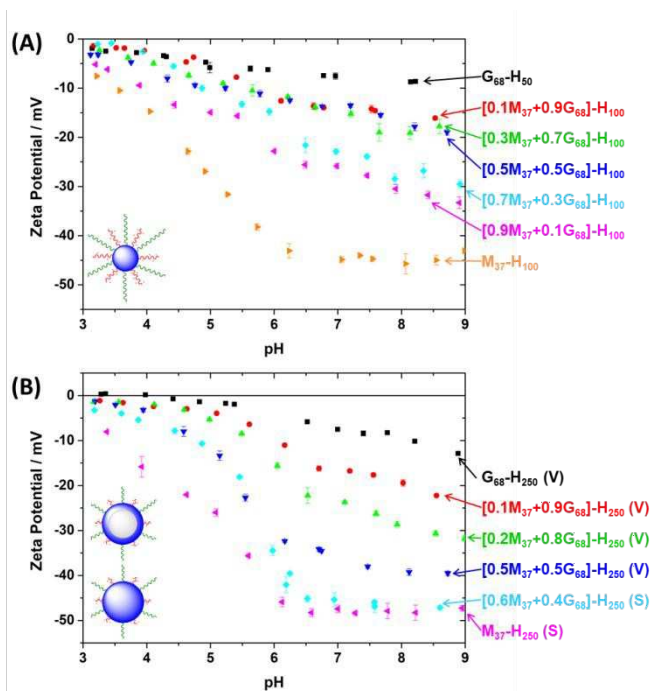 (A)
0
-10
-20
-30
-40
-50
Zeta Potential / mV
3 4 5 6 7 8 9
pH
G₆₈-H₅₀
[0.1M₃₇+0.9G₆₈]-H₁₀₀
[0.3M₃₇+0.7G₆₈]-H₁₀₀
[0.5M₃₇+0.5G₆₈]-H₁₀₀
[0.7M₃₇+0.3G₆₈]-H₁₀₀
[0.9M₃₇+0.1G₆₈]-H₁₀₀
M₃₇-H₁₀₀
(B)
0
-10
-20
-30
-40
-50
Zeta Potential / mV
3 4 5 6 7 8 9
pH
G₆₈-H₂₅₀ (V)
[0.1M₃₇+0.9G₆₈]-H₂₅₀ (V)
[0.2M₃₇+0.8G₆₈]-H₂₅₀ (V)
[0.5M₃₇+0.5G₆₈]-H₂₅₀ (V)
[0.6M₃₇+0.4G₆₈]-H₂₅₀ (S)
M₃₇-H₂₅₀ (S)